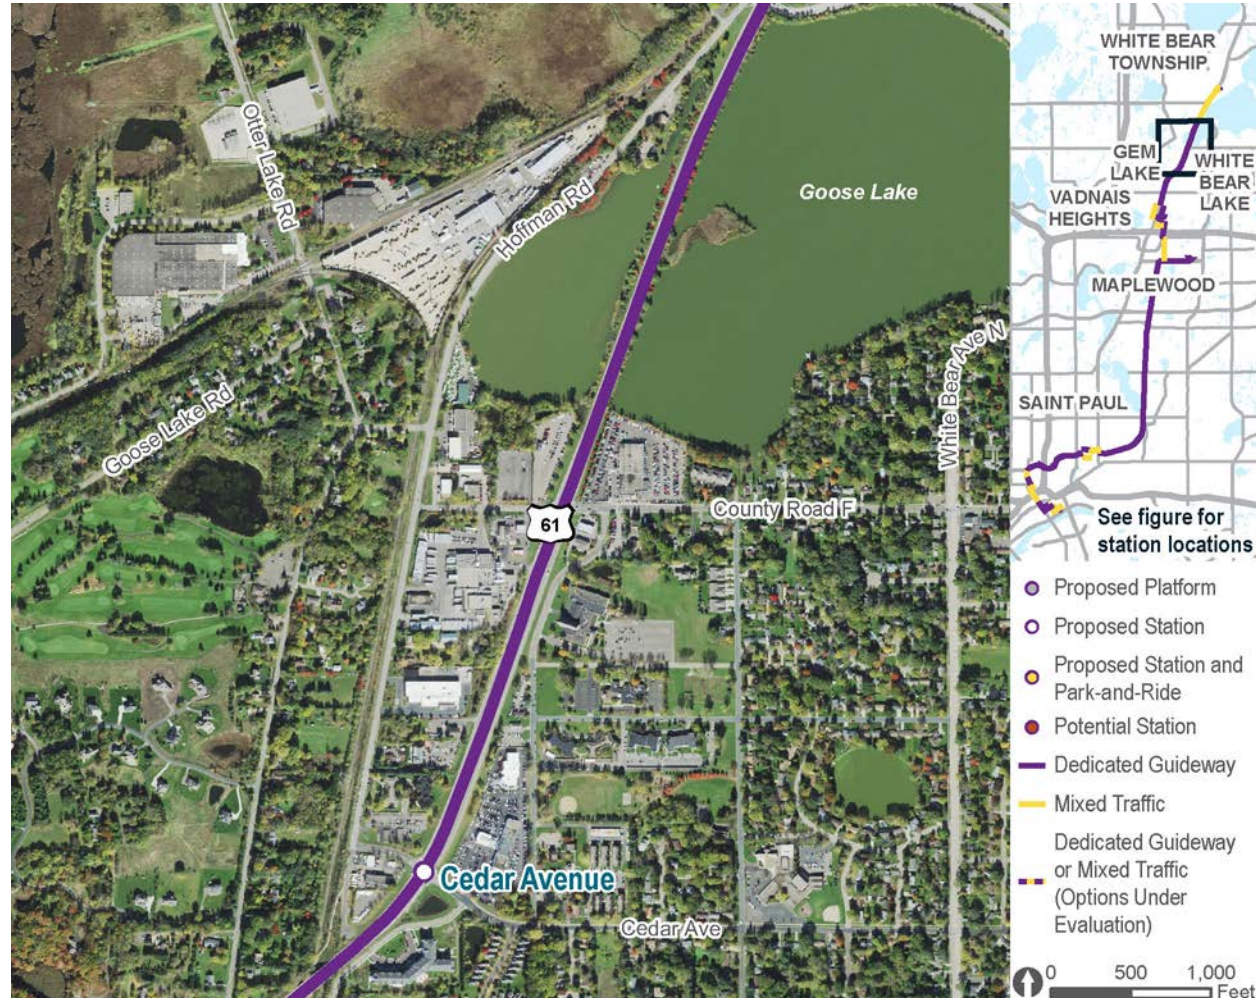 Otter Lake Rd
Hoffman Rd
Goose Lake
Goose Lake Rd
White Bear Ave N
61
County Road F
Cedar Avenue
Cedar Ave
WHITE BEAR
TOWNSHIP
GEM
LAKE
WHITE
BEAR
LAKE
VADNAIS
HEIGHTS
MAPLEWOOD
SAINT PAUL
See figure for
station locations
Proposed Platform
Proposed Station
Proposed Station and
Park-and-Ride
Potential Station
Dedicated Guideway
Mixed Traffic
Dedicated Guideway
or Mixed Traffic
(Options Under
Evaluation)
0 500 1,000
Feet